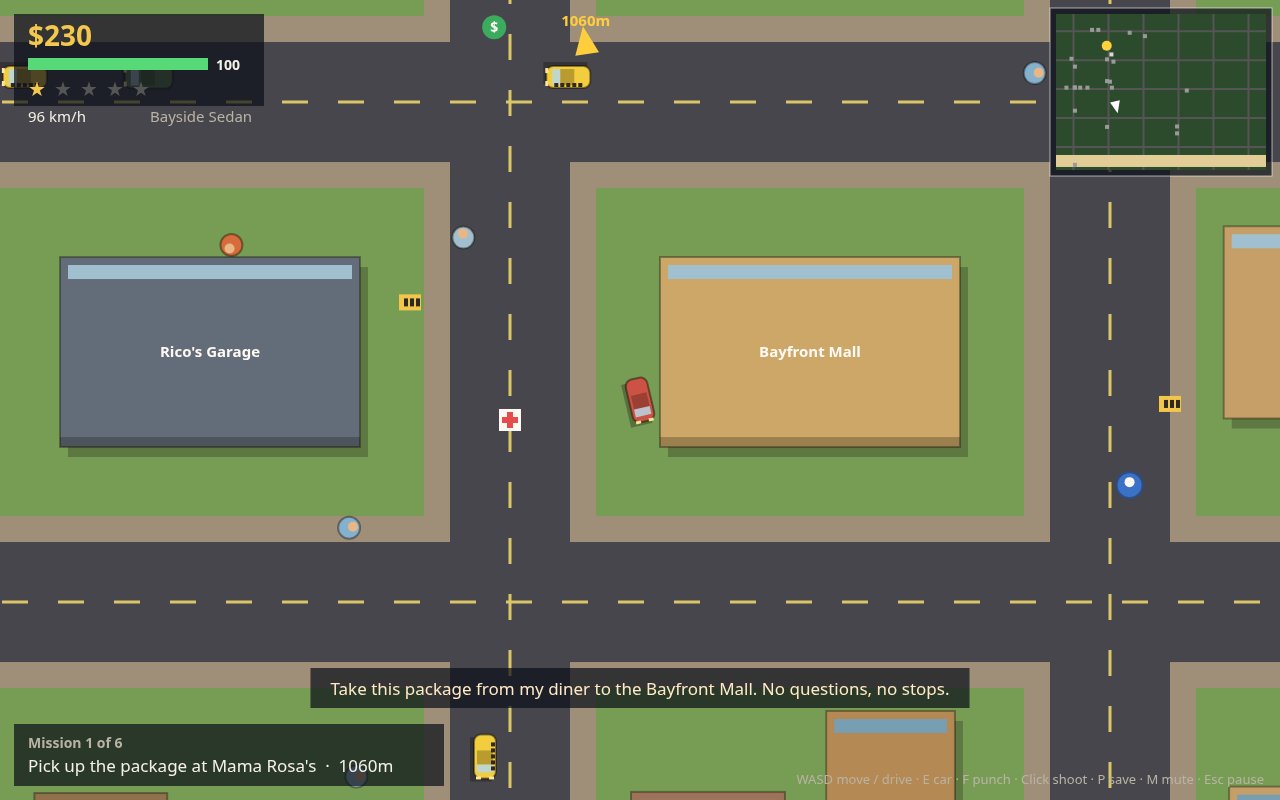 $230
100
96 km/h Bayside Sedan
$
1060m
Rico's Garage
Bayfront Mall
Take this package from my diner to the Bayfront Mall. No questions, no stops.
Mission 1 of 6
Pick up the package at Mama Rosa's · 1060m
WASD move / drive · E car · F punch · Click shoot · P save · M mute · Esc pause